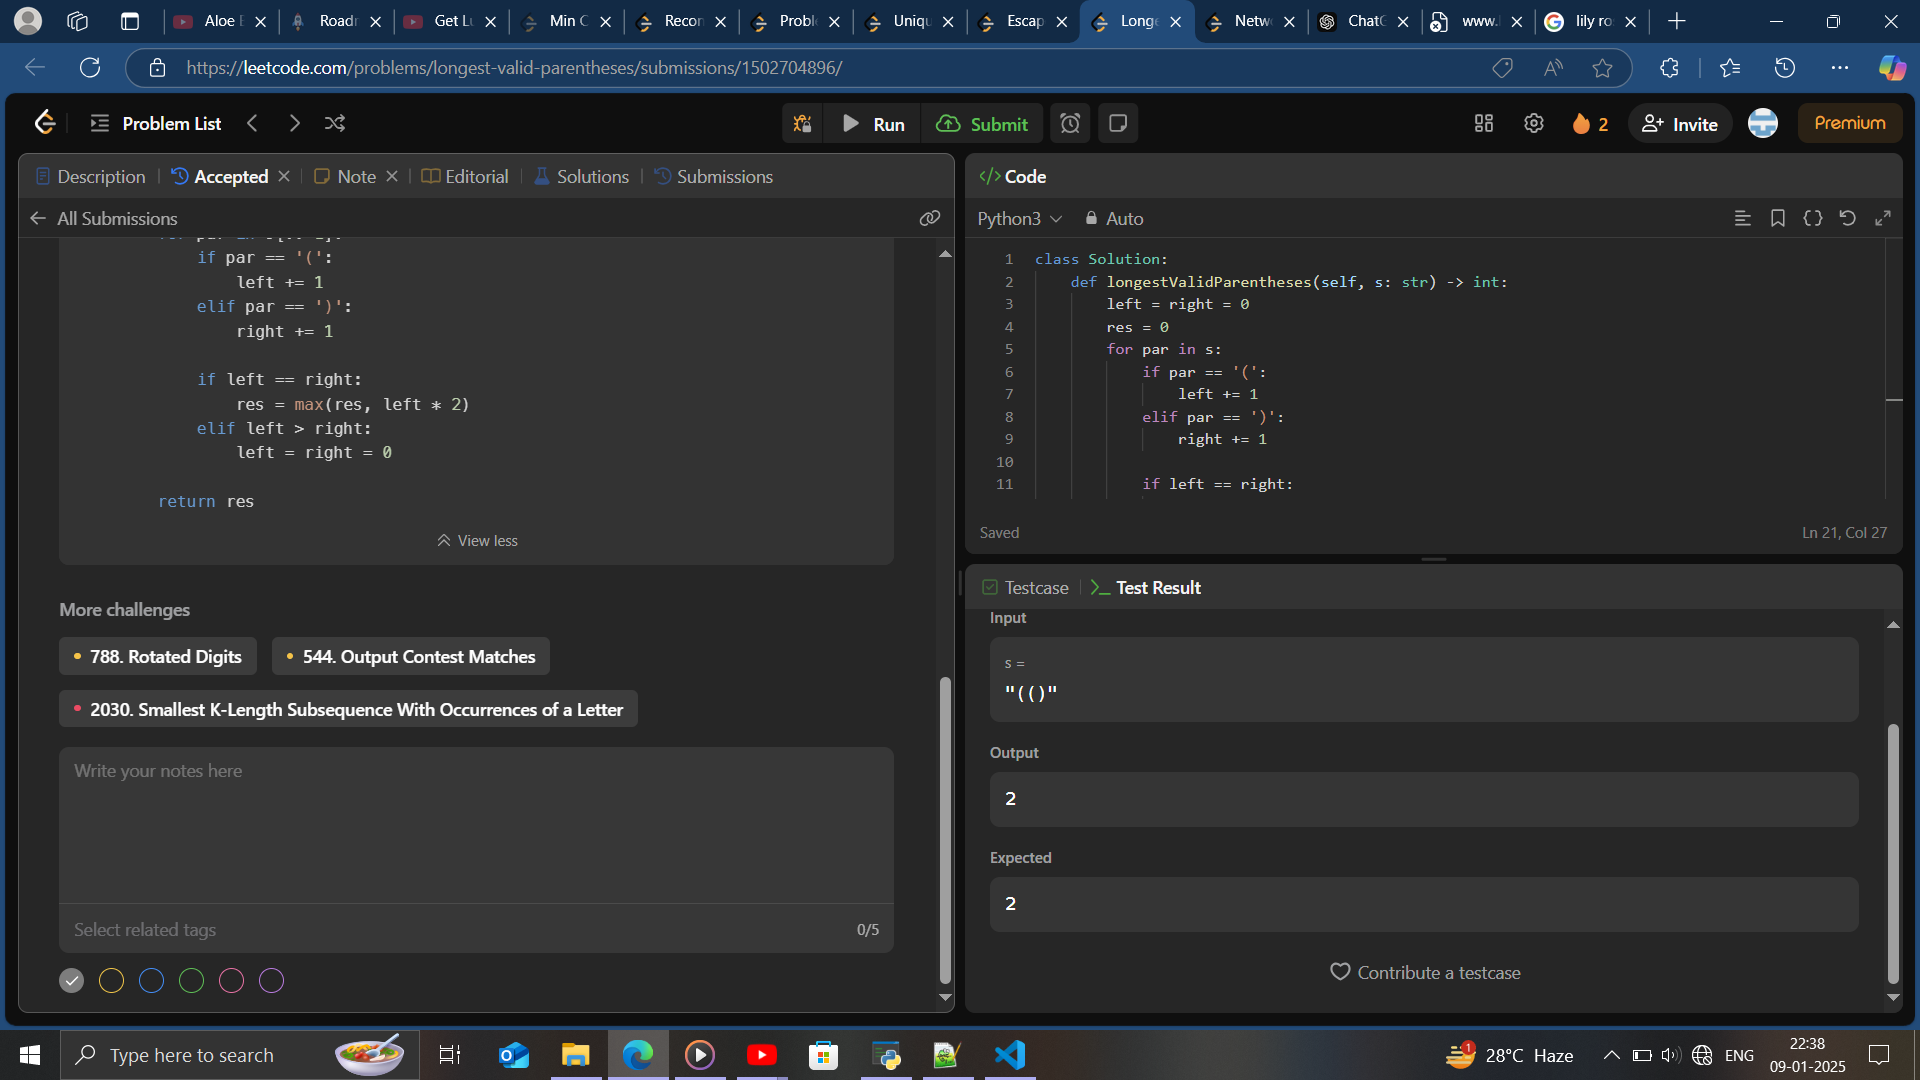 Aloe
Roadr
Get Lu
Min C
Recon
Proble
Uniqu
Escap
Longe
Netw
ChatG
www.l
lily ro
https://leetcode.com/problems/longest-valid-parentheses/submissions/1502704896/
Problem List
Run
Submit
2
Invite
Premium
Description
Accepted
Note
Editorial
Solutions
Submissions
All Submissions
if par == '(':
left += 1
elif par == ')':
right += 1
if left == right:
res = max(res, left * 2)
elif left > right:
left = right = 0
return res
View less
More challenges
788. Rotated Digits
544. Output Contest Matches
2030. Smallest K-Length Subsequence With Occurrences of a Letter
Write your notes here
Select related tags
0/5
</> Code
Python3
Auto
1 class Solution:
2 def longestValidParentheses(self, s: str) -> int:
3 left = right = 0
4 res = 0
5 for par in s:
6 if par == '(':
7 left += 1
8 elif par == ')':
9 right += 1
10
11 if left == right:
Saved
Ln 21, Col 27
Testcase
Test Result
Input
s =
"(()"
Output
2
Expected
2
Contribute a testcase
Type here to search
1
28°C Haze
ENG
22:38
09-01-2025